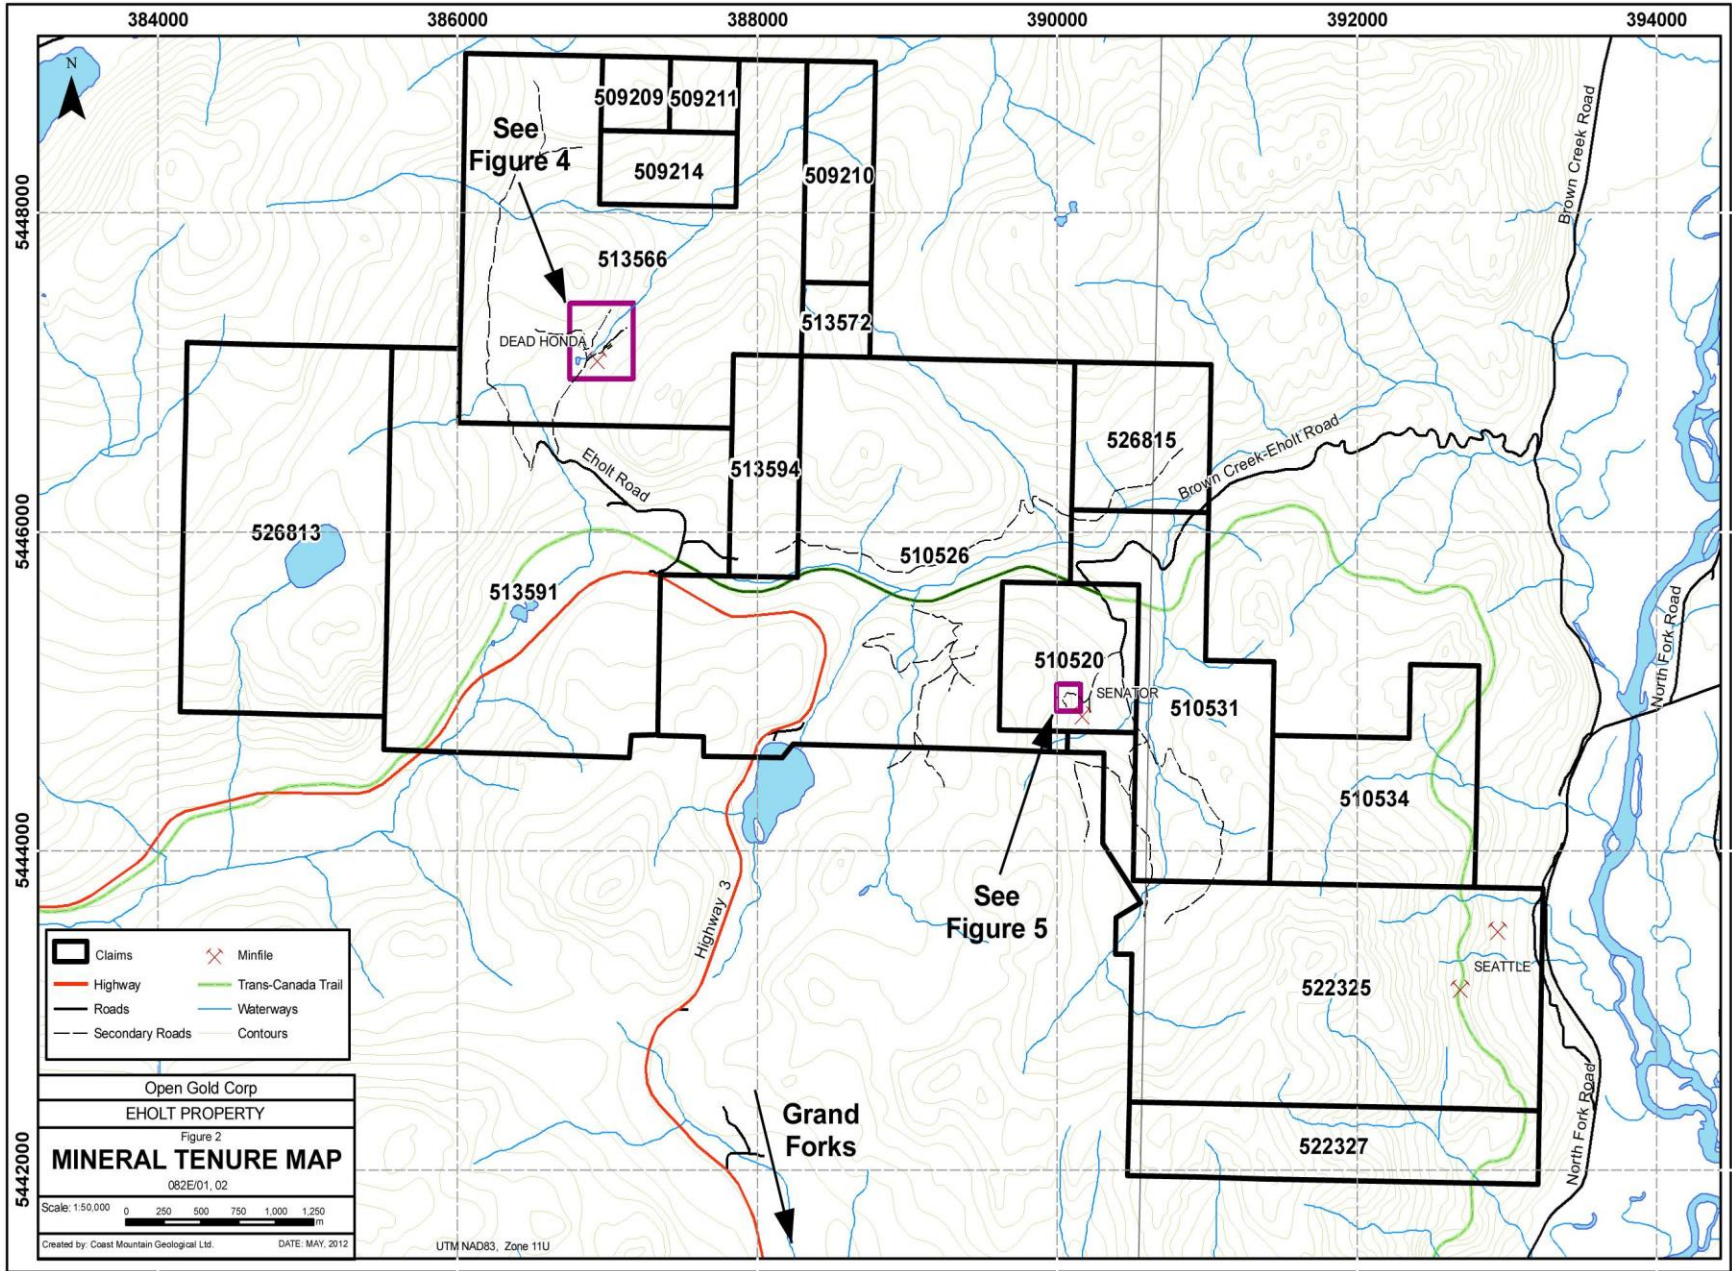 384000 386000 388000 390000 392000 394000
N
5448000
5446000
5444000
5442000
509209 509211
See
Figure 4
509214
509210
513566
513572
DEAD HONDA
Brown Creek Road
526815
Brown Creek-Eholt Road
513594
Eholt Road
526813
510526
513591
510520
SENATOR
510531
North Fork Road
510534
See
Figure 5
Highway 3
SEATTLE
522325
522327
North Fork Road
Grand
Forks
Claims Minfile
Highway Trans-Canada Trail
Roads Waterways
Secondary Roads Contours
Open Gold Corp
EHOLT PROPERTY
Figure 2
MINERAL TENURE MAP
082E/01, 02
Scale: 1:50,000 0 250 500 750 1,000 1,250 m
Created by: Coast Mountain Geological Ltd. DATE: MAY, 2012
UTM NAD83, Zone 11U